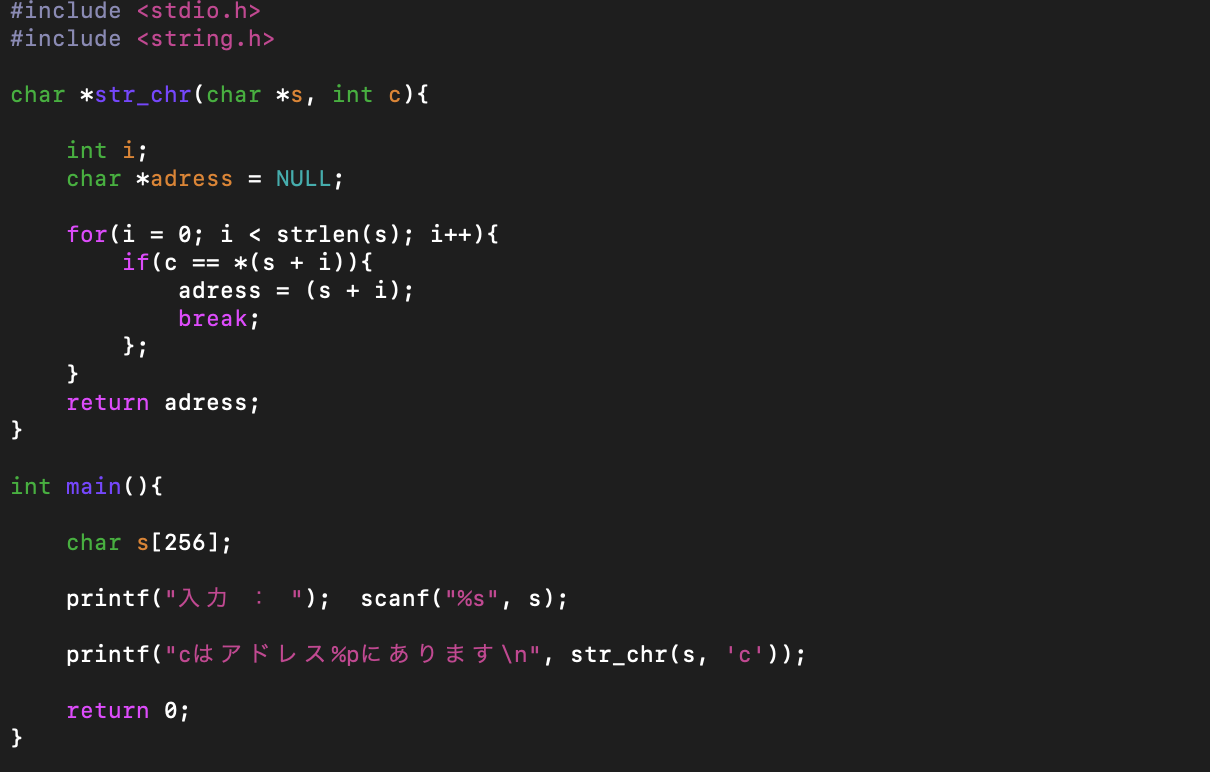 #include <stdio.h>
#include <string.h>

char *str_chr(char *s, int c){

    int i;
    char *adress = NULL;

    for(i = 0; i < strlen(s); i++){
        if(c == *(s + i)){
            adress = (s + i);
            break;
        };
    }
    return adress;
}

int main(){

    char s[256];

    printf("入力 : ");  scanf("%s", s);

    printf("cはアドレス%pにあります\n", str_chr(s, 'c'));

    return 0;
}